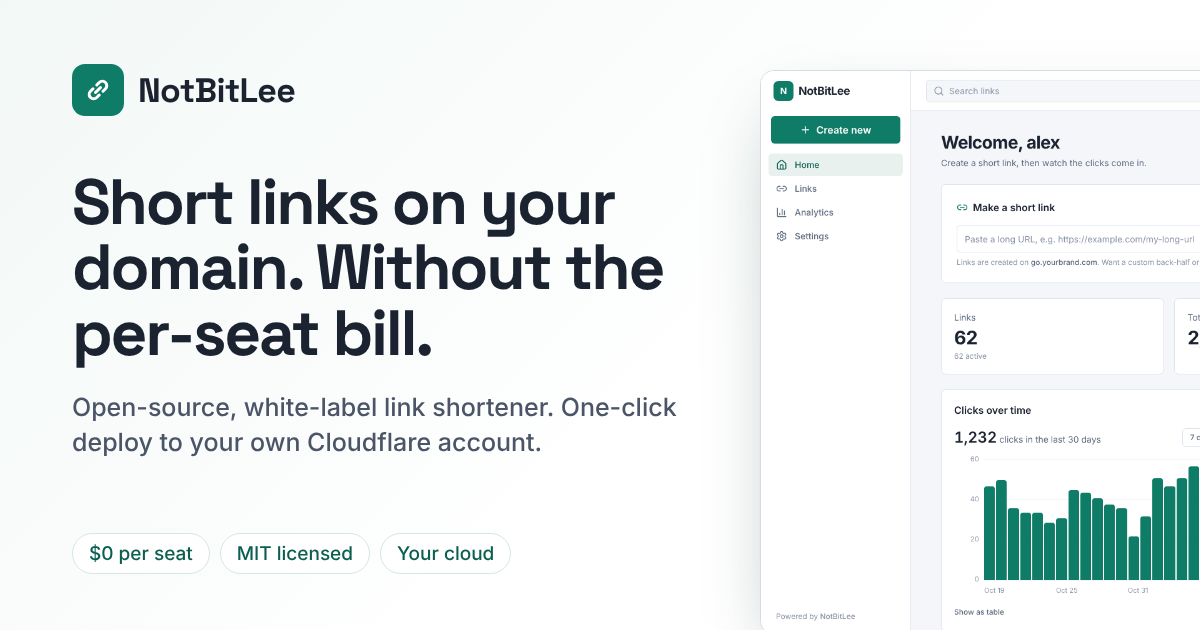 NotBitLee
Short links on your
domain. Without the
per-seat bill.
Open-source, white-label link shortener. One-click
deploy to your own Cloudflare account.
$0 per seat
MIT licensed
Your cloud
N NotBitLee
+ Create new
Home
Links
Analytics
Settings
Powered by NotBitLee
Search links
Welcome, alex
Create a short link, then watch the clicks come in.
Make a short link
Paste a long URL, e.g. https://example.com/my-long-url
Links are created on go.yourbrand.com. Want a custom back-half or
Links
62
62 active
Tot
2
Clicks over time
1,232 clicks in the last 30 days
7 d
60
40
20
0
Oct 19
Oct 25
Oct 31
Show as table